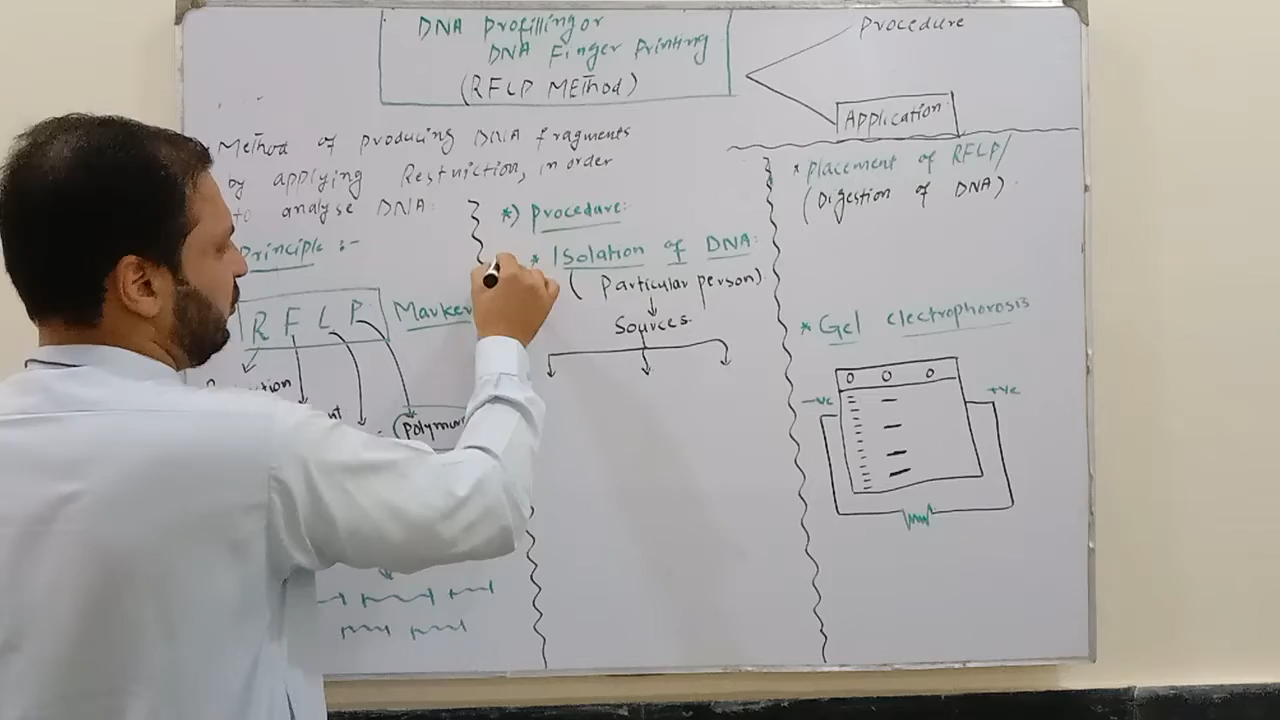 DNA Profilling or
DNA Finger Printing
(RFLP METhod)
Procedure
Application
Method of producing DNA fragments
by applying Restriction, in order
to analyse DNA:
Principle :-
R F L P Marker
Polymor
*) Procedure:
* Isolation of DNA:
( Particular person)
Sources
* Placement of RFLP/
(Digestion of DNA).
* Gel electrophorosis
-ve
+ve